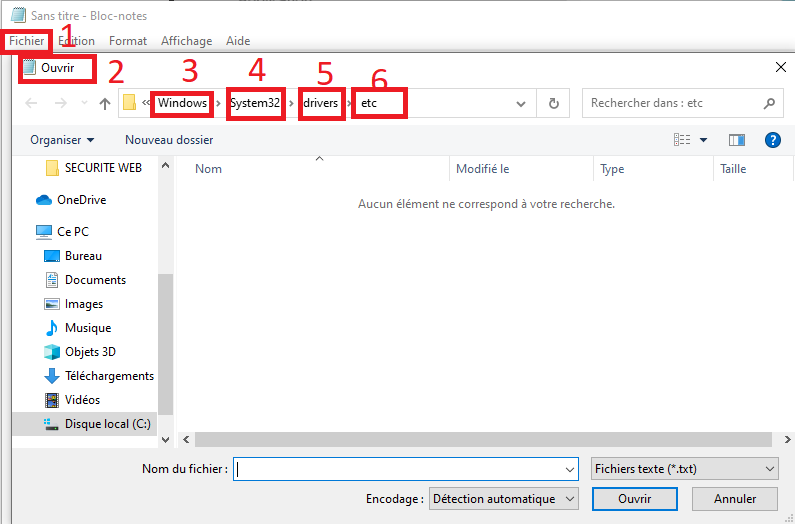 Sans titre - Bloc-notes
Fichier Edition Format Affichage Aide
1
Ouvrir
2 3 4 5 6
« Windows > System32 > drivers > etc
Rechercher dans : etc
Organiser Nouveau dossier
Nom Modifié le Type Taille
Aucun élément ne correspond à votre recherche.
SECURITE WEB
OneDrive
Ce PC
Bureau
Documents
Images
Musique
Objets 3D
Téléchargements
Vidéos
Disque local (C:)
Nom du fichier :
Fichiers texte (*.txt)
Encodage : Détection automatique Ouvrir Annuler